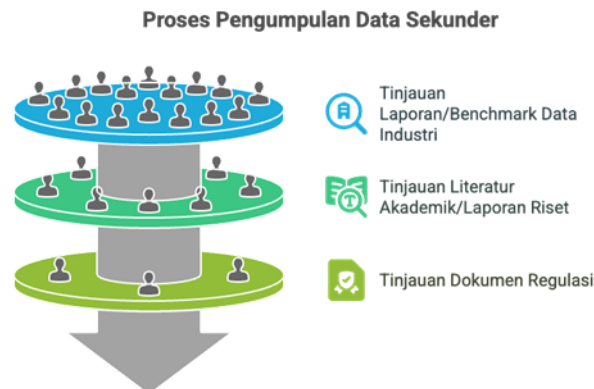 Proses Pengumpulan Data Sekunder
Tinjauan
Laporan/Benchmark Data
Industri
Tinjauan Literatur
Akademik/Laporan Riset
Tinjauan Dokumen Regulasi